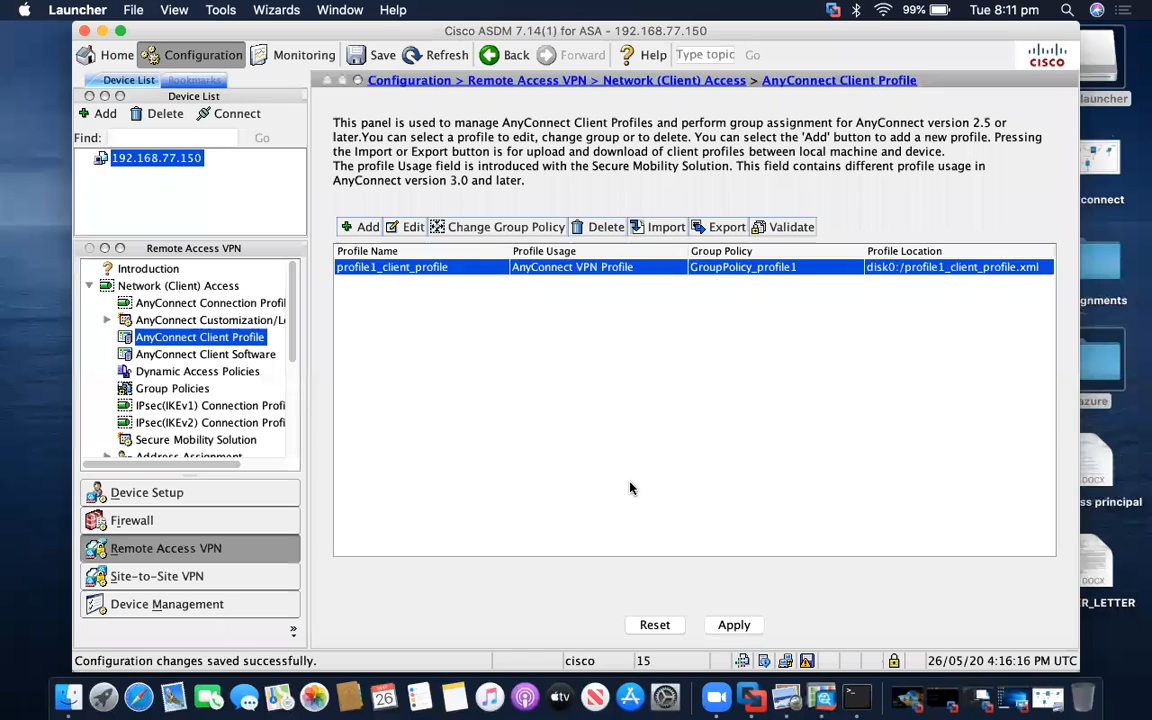 Launcher File View Tools Wizards Window Help 99% Tue 8:11 pm
Cisco ASDM 7.14(1) for ASA - 192.168.77.150
Home Configuration Monitoring Save Refresh Back Forward Help Type topic Go
CISCO
Device List Bookmarks
Device List
Add Delete Connect
Find: Go
192.168.77.150
Remote Access VPN
Introduction
Network (Client) Access
AnyConnect Connection Profil
AnyConnect Customization/Lo
AnyConnect Client Profile
AnyConnect Client Software
Dynamic Access Policies
Group Policies
IPsec(IKEv1) Connection Profi
IPsec(IKEv2) Connection Profi
Secure Mobility Solution
Address Assignment
Device Setup
Firewall
Remote Access VPN
Site-to-Site VPN
Device Management
»
Configuration > Remote Access VPN > Network (Client) Access > AnyConnect Client Profile
This panel is used to manage AnyConnect Client Profiles and perform group assignment for AnyConnect version 2.5 or
later.You can select a profile to edit, change group or to delete. You can select the 'Add' button to add a new profile. Pressing
the Import or Export button is for upload and download of client profiles between local machine and device.
The profile Usage field is introduced with the Secure Mobility Solution. This field contains different profile usage in
AnyConnect version 3.0 and later.
Add Edit Change Group Policy Delete Import Export Validate
Profile Name Profile Usage Group Policy Profile Location
profile1_client_profile AnyConnect VPN Profile GroupPolicy_profile1 disk0:/profile1_client_profile.xml
Reset Apply
Configuration changes saved successfully. cisco 15 26/05/20 4:16:16 PM UTC
launcher
connect
gnments
azure
DOCX
ss principal
DOCX
ER_LETTER
26
tv